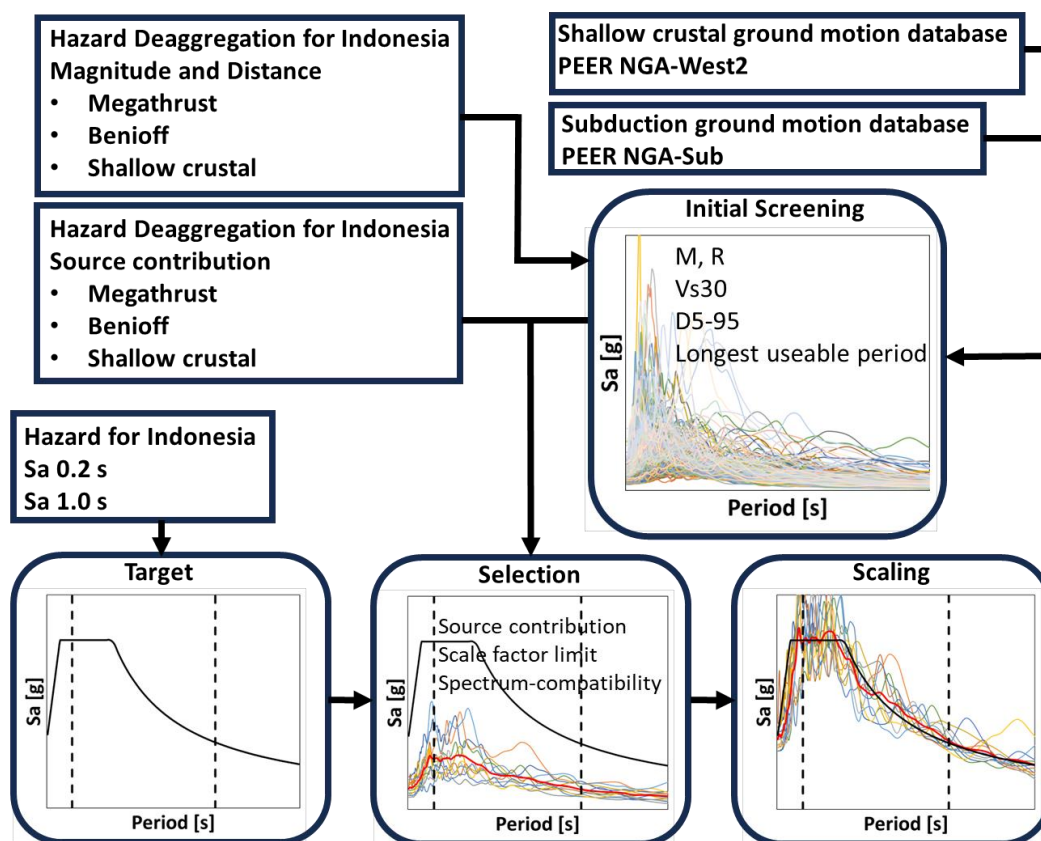 Hazard Deaggregation for Indonesia
Magnitude and Distance
• Megathrust
• Benioff
• Shallow crustal
Shallow crustal ground motion database
PEER NGA-West2
Subduction ground motion database
PEER NGA-Sub
Hazard Deaggregation for Indonesia
Source contribution
• Megathrust
• Benioff
• Shallow crustal
Initial Screening
M, R
Vs30
D5-95
Longest useable period
Sa [g]
Period [s]
Hazard for Indonesia
Sa 0.2 s
Sa 1.0 s
Target
Sa [g]
Period [s]
Selection
Source contribution
Scale factor limit
Spectrum-compatibility
Sa [g]
Period [s]
Scaling
Sa [g]
Period [s]